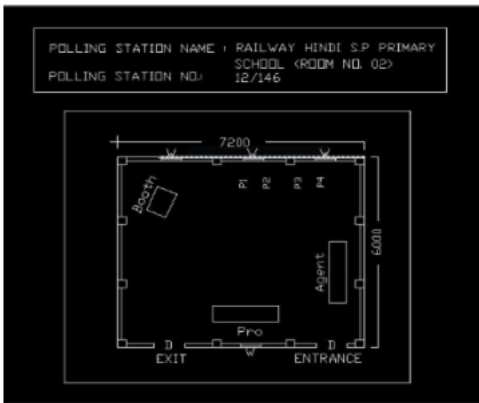 POLLING STATION NAME : RAILWAY HINDI S.P PRIMARY
SCHOOL (ROOM NO. 02)
POLLING STATION NO: 12/146
W 7200 W W
Booth
P1 P2 P3 P4
6000
Agent
Pro
D D
EXIT W ENTRANCE